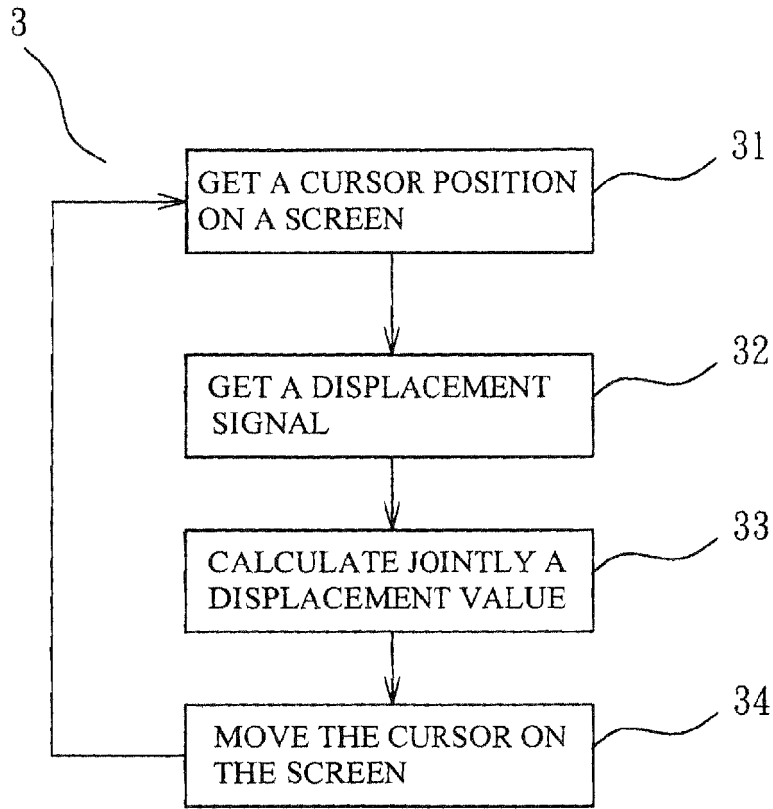 3
31
GET A CURSOR POSITION
ON A SCREEN
32
GET A DISPLACEMENT
SIGNAL
33
CALCULATE JOINTLY A
DISPLACEMENT VALUE
34
MOVE THE CURSOR ON
THE SCREEN